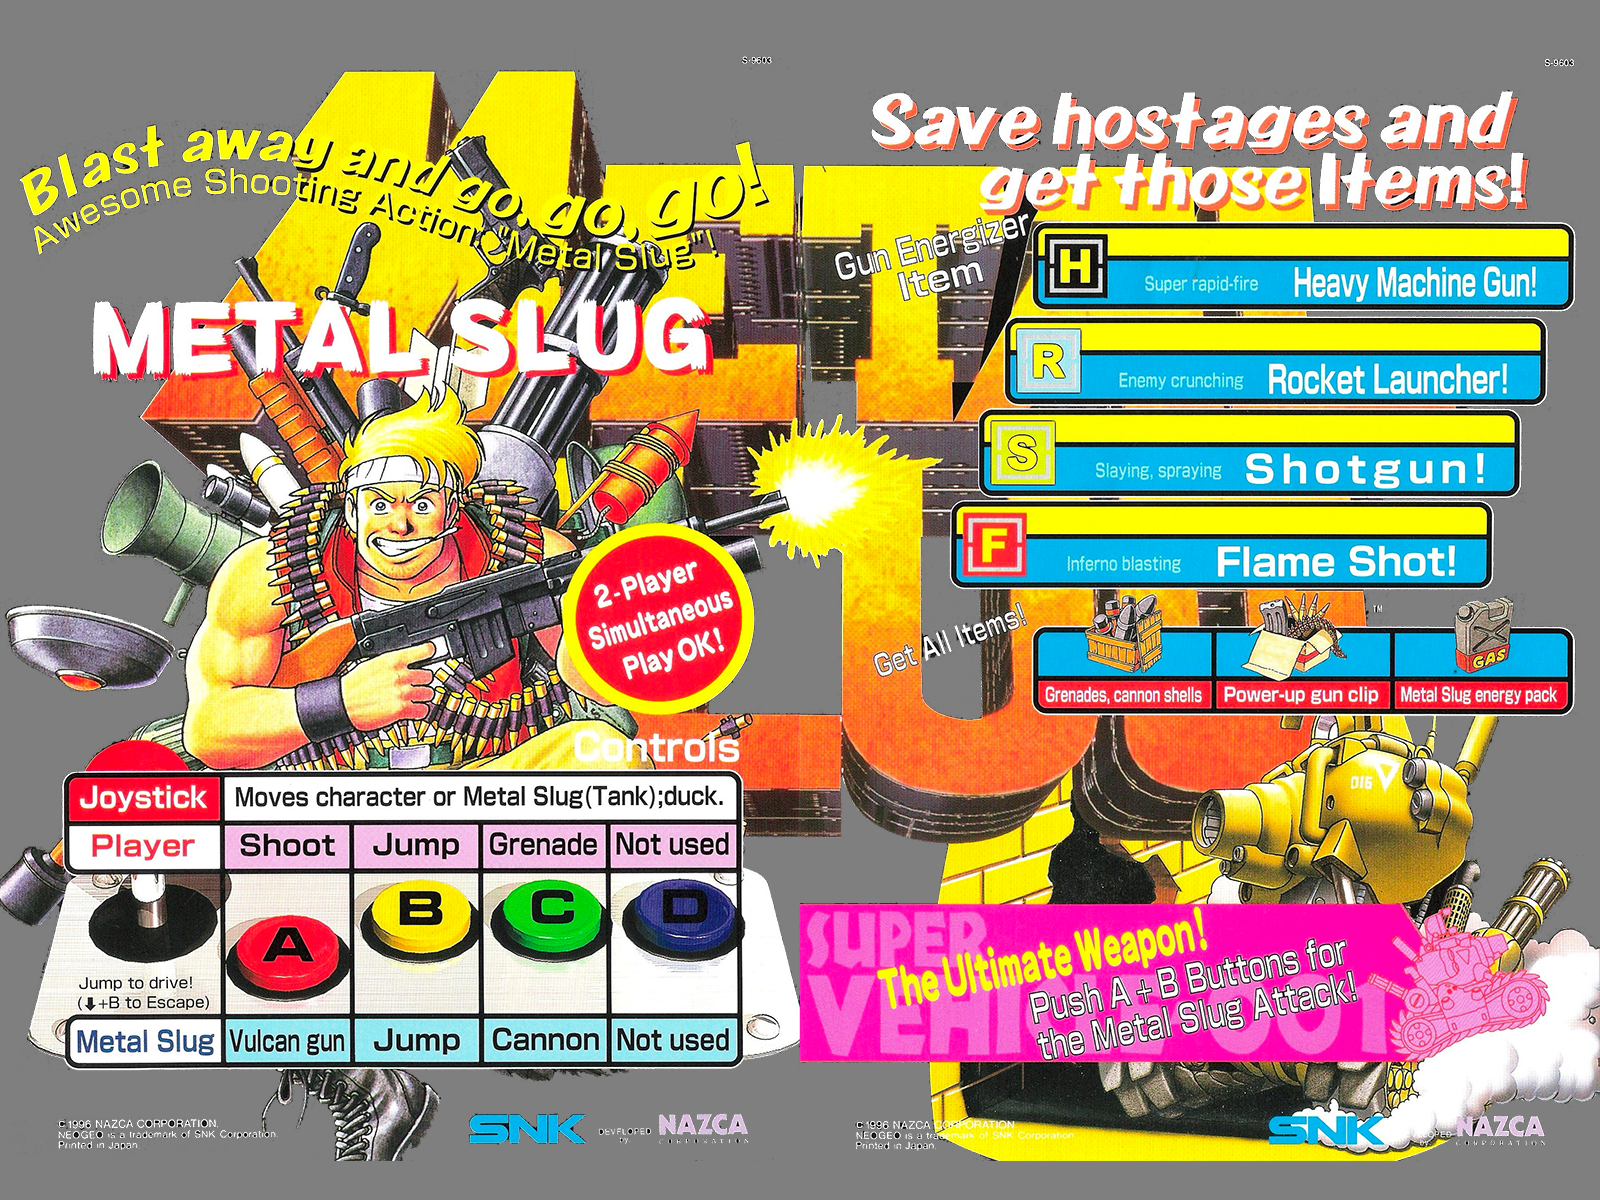 S-9603
Blast away and go, go, go!
Awesome Shooting Action, "Metal Slug"!
METAL SLUG
2-Player
Simultaneous
Play OK!
Controls
Joystick Moves character or Metal Slug(Tank);duck.
Player Shoot Jump Grenade Not used
A B C D
Jump to drive!
(⬇+B to Escape)
Metal Slug Vulcan gun Jump Cannon Not used
© 1996 NAZCA CORPORATION.
NEOGEO is a trademark of SNK Corporation.
Printed in Japan.
SNK DEVELOPED by NAZCA CORPORATION
S-9603
Save hostages and
get those Items!
Gun Energizer
Item
H Super rapid-fire Heavy Machine Gun!
R Enemy crunching Rocket Launcher!
S Slaying, spraying Shotgun!
F Inferno blasting Flame Shot!
TM
Get All Items!
GAS
Grenades, cannon shells Power-up gun clip Metal Slug energy pack
016
SUPER
VEHICLE-001
The Ultimate Weapon!
Push A + B Buttons for
the Metal Slug Attack!
© 1996 NAZCA CORPORATION
NEOGEO is a trademark of SNK Corporation
Printed in Japan.
SNK NAZCA CORPORATION